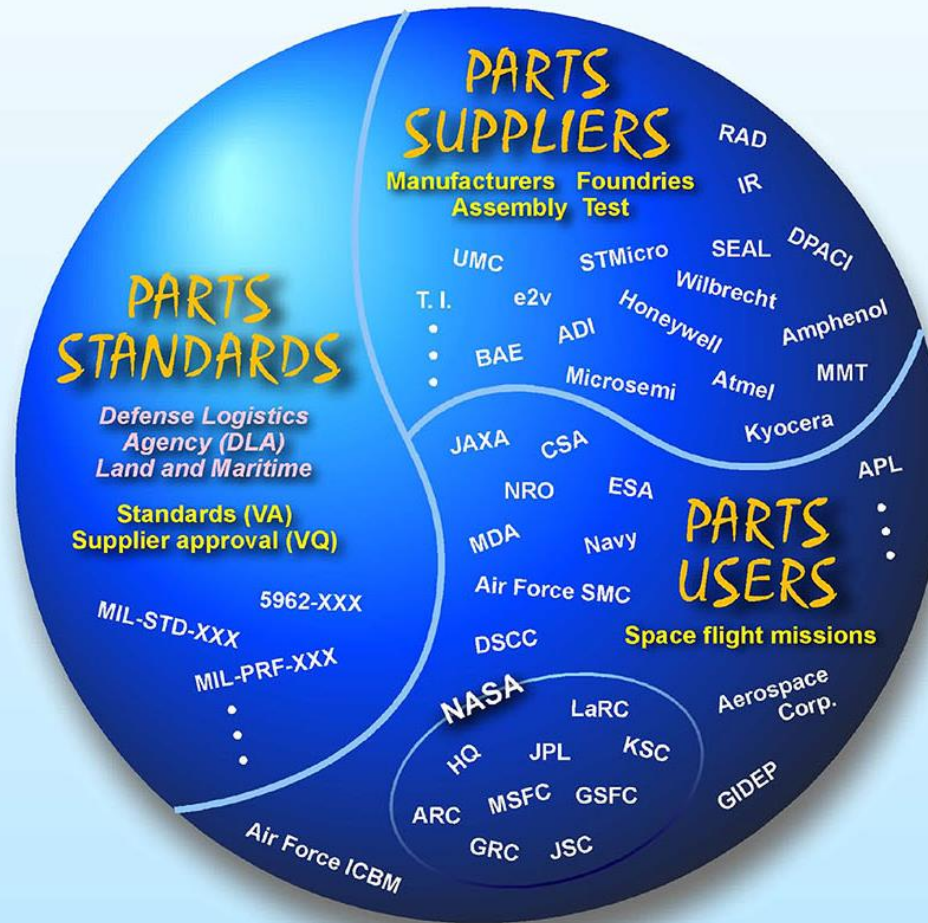 PARTS
SUPPLIERS
Manufacturers Foundries
Assembly Test
RAD
IR
DPACI
SEAL
STMicro
UMC
Wilbrecht
T. I.
e2v
Honeywell
Amphenol
ADI
BAE
MMT
Atmel
Microsemi
Kyocera
PARTS
STANDARDS
Defense Logistics
Agency (DLA)
Land and Maritime
Standards (VA)
Supplier approval (VQ)
5962-XXX
MIL-STD-XXX
MIL-PRF-XXX
JAXA
CSA
APL
NRO
ESA
PARTS
USERS
Space flight missions
MDA
Navy
Air Force SMC
DSCC
NASA
LaRC
HQ
JPL
KSC
ARC
MSFC
GSFC
GRC
JSC
Aerospace
Corp.
GIDEP
Air Force ICBM